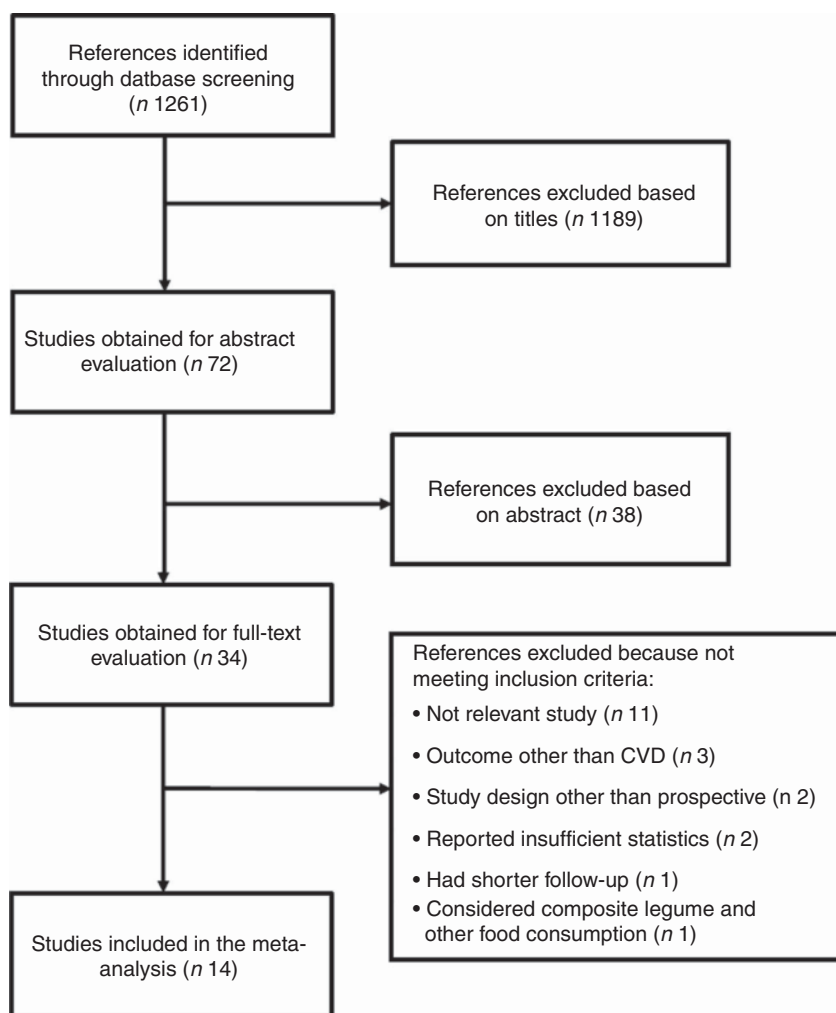 References identified
through datbase screening
(n 1261)
References excluded based
on titles (n 1189)
Studies obtained for abstract
evaluation (n 72)
References excluded based
on abstract (n 38)
Studies obtained for full-text
evaluation (n 34)
References excluded because not
meeting inclusion criteria:
• Not relevant study (n 11)
• Outcome other than CVD (n 3)
• Study design other than prospective (n 2)
• Reported insufficient statistics (n 2)
• Had shorter follow-up (n 1)
• Considered composite legume and
other food consumption (n 1)
Studies included in the meta-
analysis (n 14)